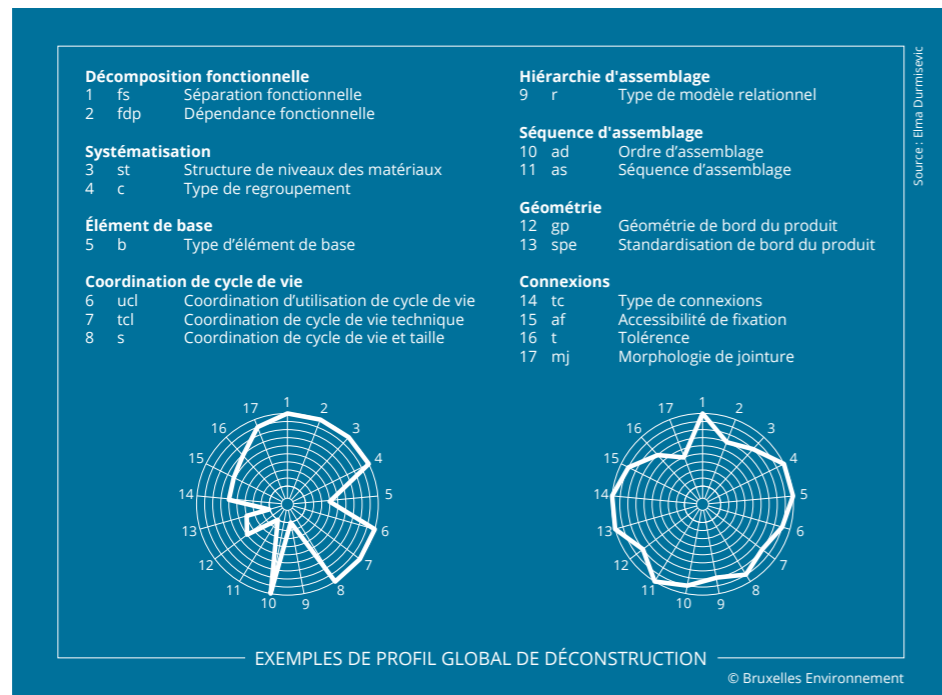 Décomposition fonctionnelle
1 fs Séparation fonctionnelle
2 fdp Dépendance fonctionnelle
Systématisation
3 st Structure de niveaux des matériaux
4 c Type de regroupement
Élément de base
5 b Type d'élément de base
Coordination de cycle de vie
6 ucl Coordination d'utilisation de cycle de vie
7 tcl Coordination de cycle de vie technique
8 s Coordination de cycle de vie et taille
Hiérarchie d'assemblage
9 r Type de modèle relationnel
Séquence d'assemblage
10 ad Ordre d'assemblage
11 as Séquence d'assemblage
Géométrie
12 gp Géométrie de bord du produit
13 spe Standardisation de bord du produit
Connexions
14 tc Type de connexions
15 af Accessibilité de fixation
16 t Tolérence
17 mj Morphologie de jointure
Source : Elma Durmisevic
1
2
3
4
5
6
7
8
9
10
11
12
13
14
15
16
17
1
2
3
4
5
6
7
8
9
10
11
12
13
14
15
16
17
EXEMPLES DE PROFIL GLOBAL DE DÉCONSTRUCTION
© Bruxelles Environnement